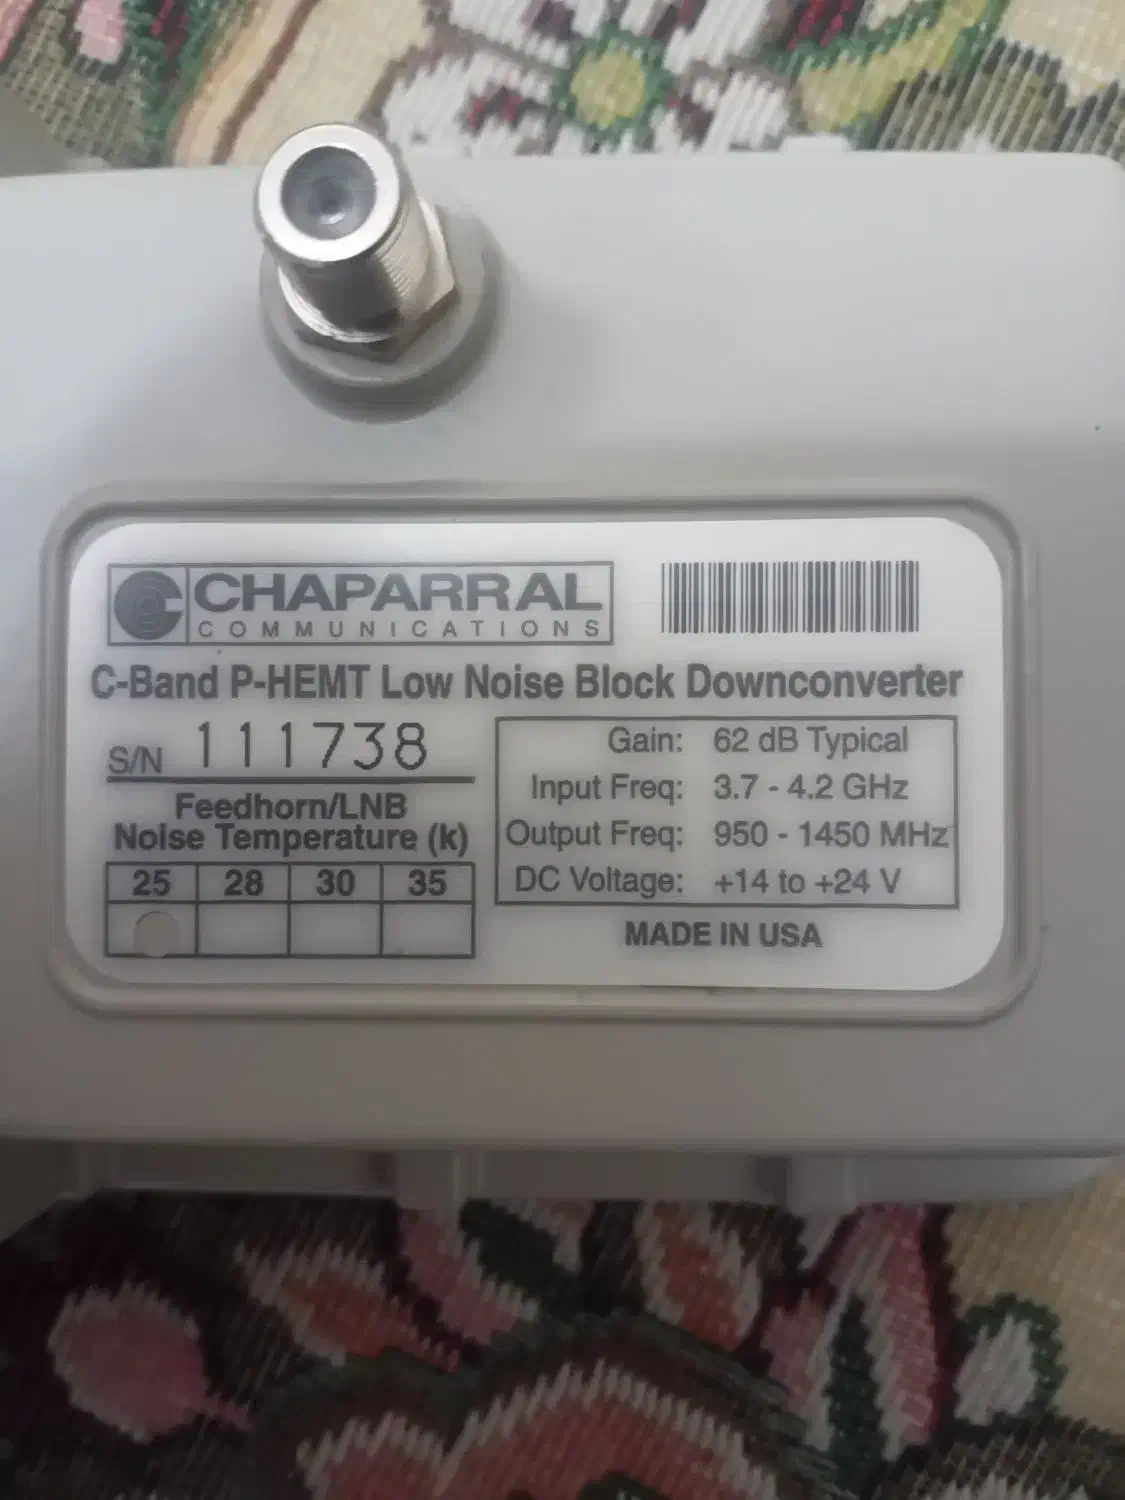 CHAPARRAL
COMMUNICATIONS
C-Band P-HEMT Low Noise Block Downconverter
S/N 111738
Feedhorn/LNB
Noise Temperature (k)
25 28 30 35
Gain: 62 dB Typical
Input Freq: 3.7 - 4.2 GHz
Output Freq: 950 - 1450 MHz
DC Voltage: +14 to +24 V
MADE IN USA